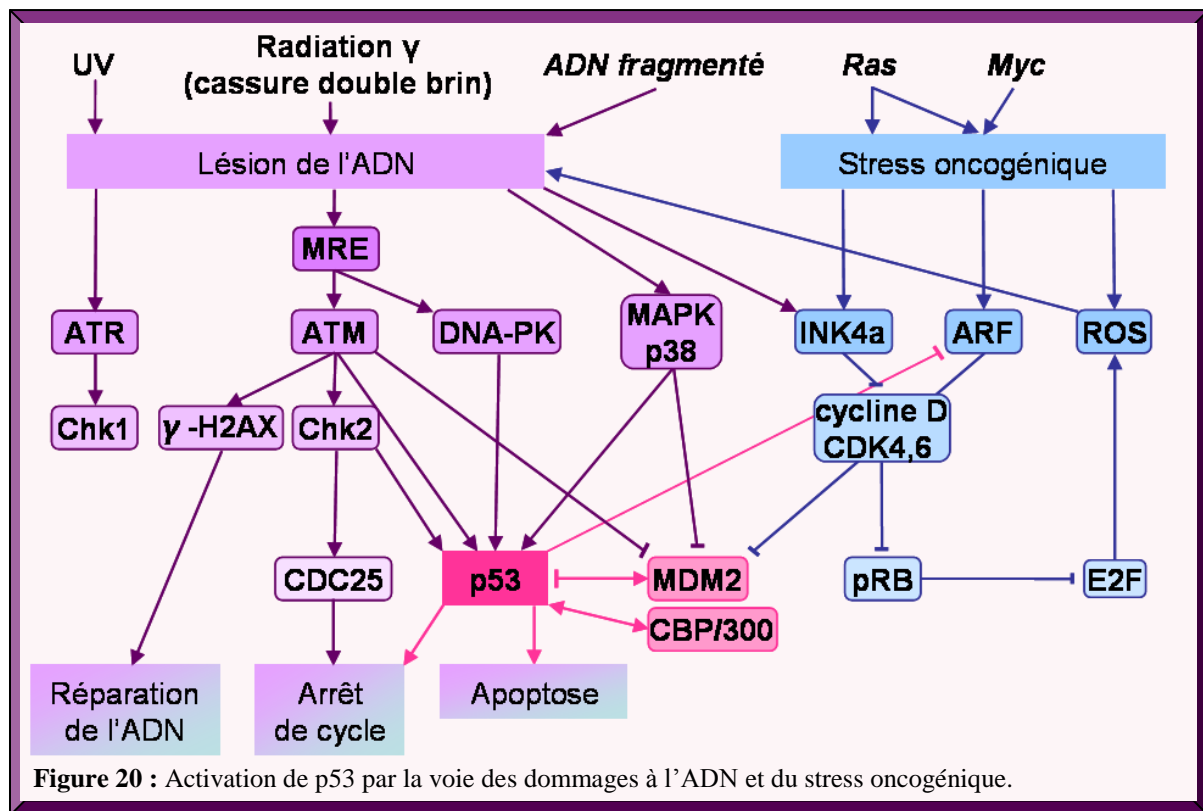 UV
Radiation γ
(cassure double brin)
ADN fragmenté
Ras
Myc
Lésion de l'ADN
Stress oncogénique
MRE
ATR
ATM
DNA-PK
MAPK
p38
INK4a
ARF
ROS
Chk1
γ -H2AX
Chk2
cycline D
CDK4,6
CDC25
p53
MDM2
pRB
E2F
CBP/300
Réparation
de l'ADN
Arrêt
de cycle
Apoptose
Figure 20 : Activation de p53 par la voie des dommages à l'ADN et du stress oncogénique.